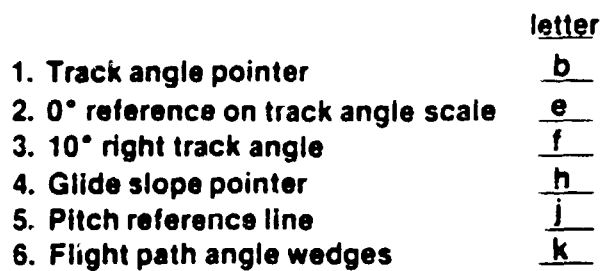 letter
1. Track angle pointer b
2. 0° reference on track angle scale e
3. 10° right track angle f
4. Glide slope pointer h
5. Pitch reference line j
6. Flight path angle wedges k